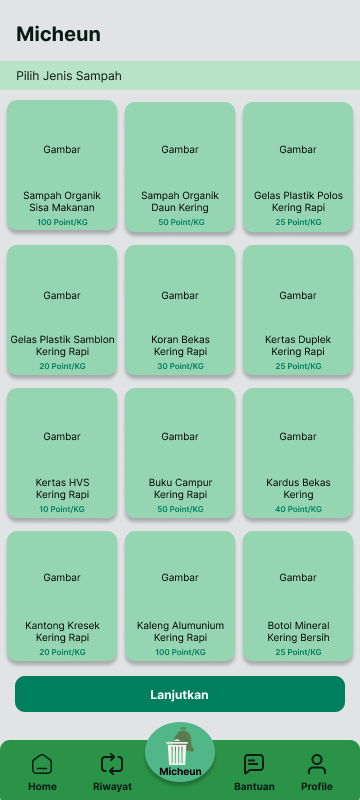 Micheun
Pilih Jenis Sampah
Gambar
Sampah Organik
Sisa Makanan
100 Point/KG
Gambar
Sampah Organik
Daun Kering
50 Point/KG
Gambar
Gelas Plastik Polos
Kering Rapi
25 Point/KG
Gambar
Gelas Plastik Samblon
Kering Rapi
20 Point/KG
Gambar
Koran Bekas
Kering Rapi
30 Point/KG
Gambar
Kertas Duplek
Kering Rapi
25 Point/KG
Gambar
Kertas HVS
Kering Rapi
10 Point/KG
Gambar
Buku Campur
Kering Rapi
50 Point/KG
Gambar
Kardus Bekas
Kering
40 Point/KG
Gambar
Kantong Kresek
Kering Rapi
20 Point/KG
Gambar
Kaleng Alumunium
Kering Rapi
100 Point/KG
Gambar
Botol Mineral
Kering Bersih
25 Point/KG
Lanjutkan
Home
Riwayat
Micheun
Bantuan
Profile